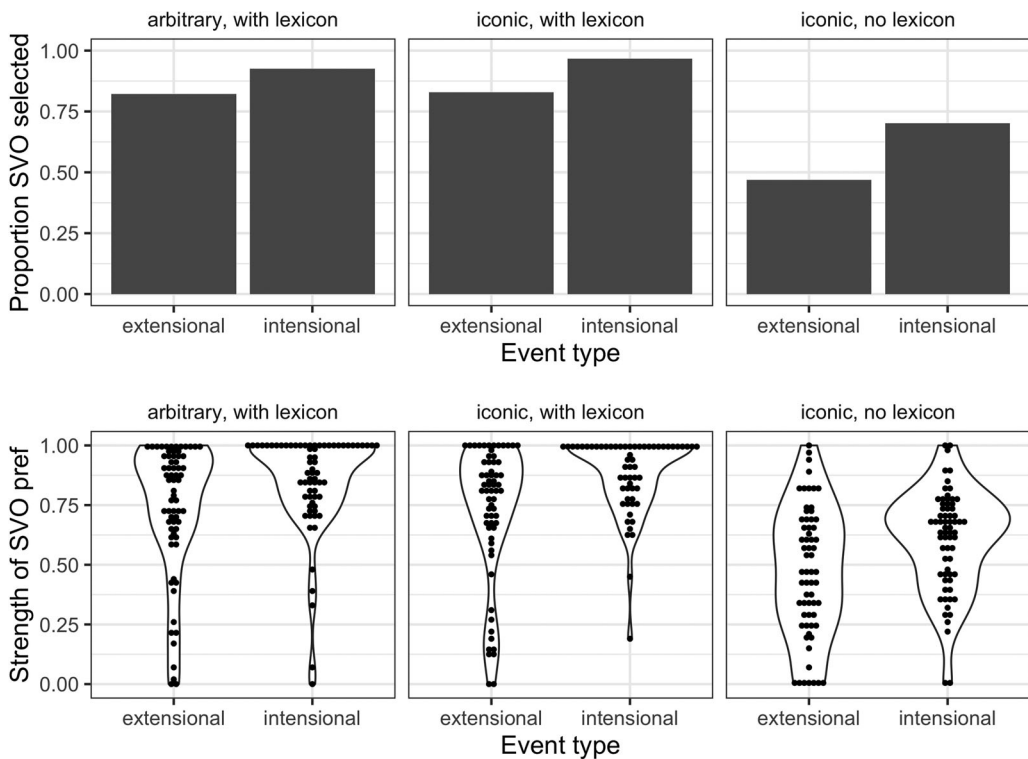 arbitrary, with lexicon
iconic, with lexicon
iconic, no lexicon
Proportion SVO selected
1.00
0.75
0.50
0.25
0.00
extensional intensional
extensional intensional
extensional intensional
Event type
arbitrary, with lexicon
iconic, with lexicon
iconic, no lexicon
Strength of SVO pref
1.00
0.75
0.50
0.25
0.00
extensional intensional
extensional intensional
extensional intensional
Event type